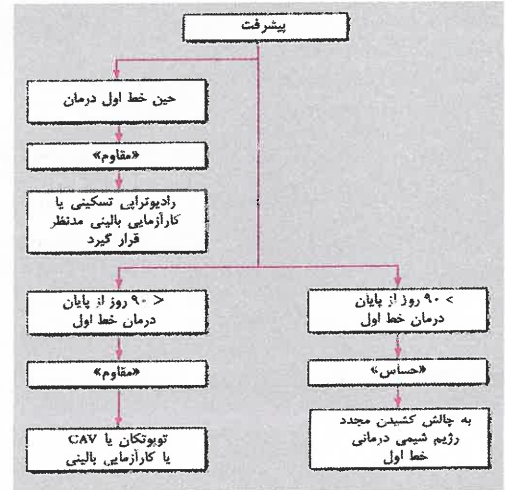 پیشرفت
حین خط اول درمان
«مقاوم»
رادیوتراپی تسکینی یا
کارآزمایی بالینی مدنظر
قرار گیرد
> ۹۰ روز از پایان
درمان خط اول
«حساس»
به چالش کشیدن مجدد
رژیم شیمی درمانی
خط اول
< ۹۰ روز از پایان
درمان خط اول
«مقاوم»
توپوتکان یا CAV
یا کارآزمایی بالینی